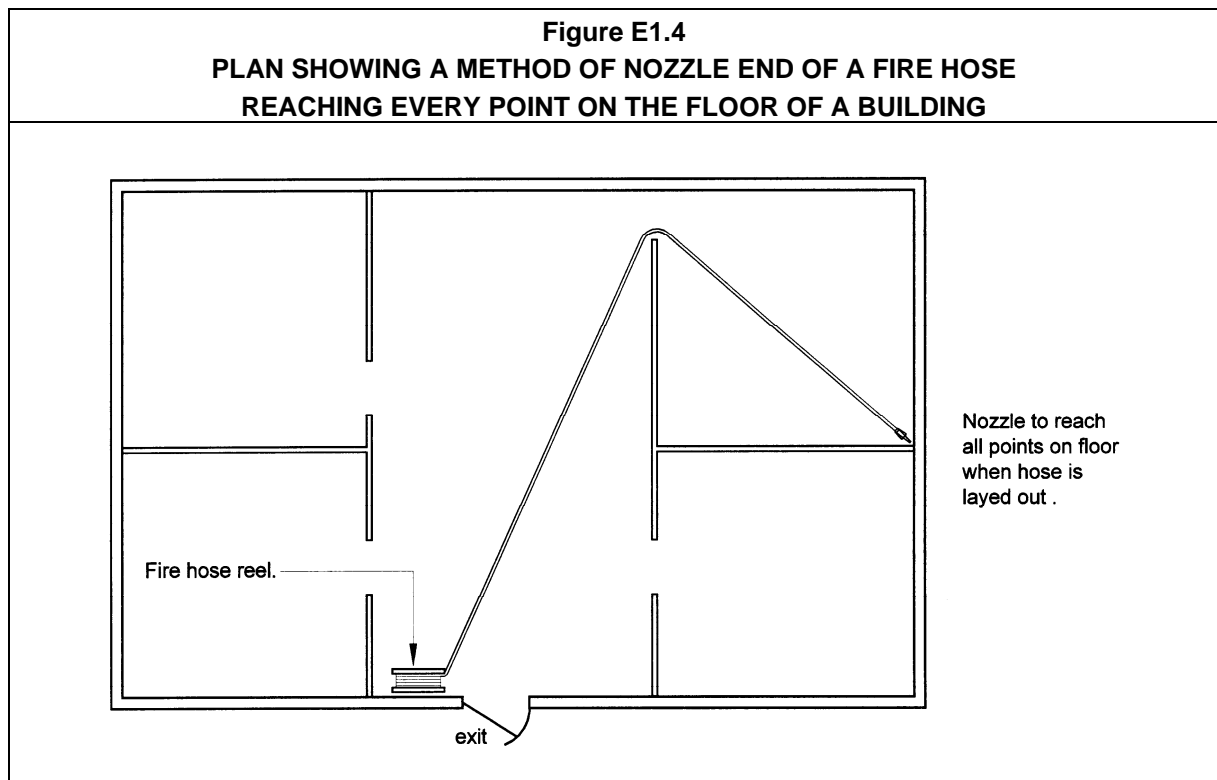 Figure E1.4
PLAN SHOWING A METHOD OF NOZZLE END OF A FIRE HOSE
REACHING EVERY POINT ON THE FLOOR OF A BUILDING
Nozzle to reach
all points on floor
when hose is
layed out .
Fire hose reel.
exit